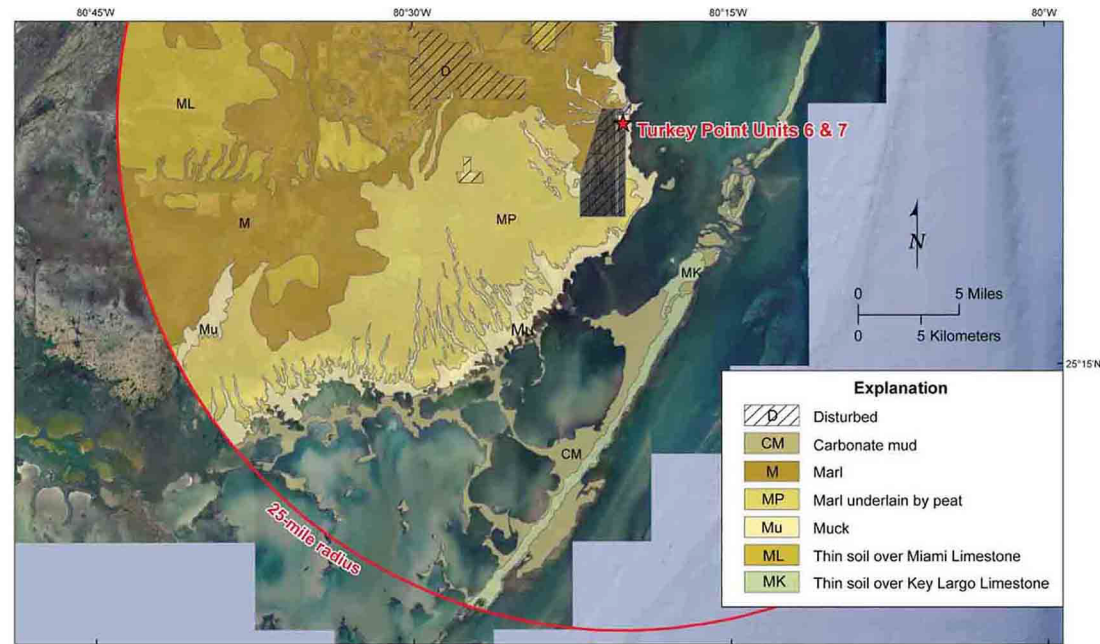 80°45'W 80°30'W 80°15'W 80°W
D
ML
Turkey Point Units 6 & 7
M
MP
N
MK
0 5 Miles
0 5 Kilometers
Mu
Mu
25°15'N
CM
25-mile radius
Explanation
D Disturbed
CM Carbonate mud
M Marl
MP Marl underlain by peat
Mu Muck
ML Thin soil over Miami Limestone
MK Thin soil over Key Largo Limestone